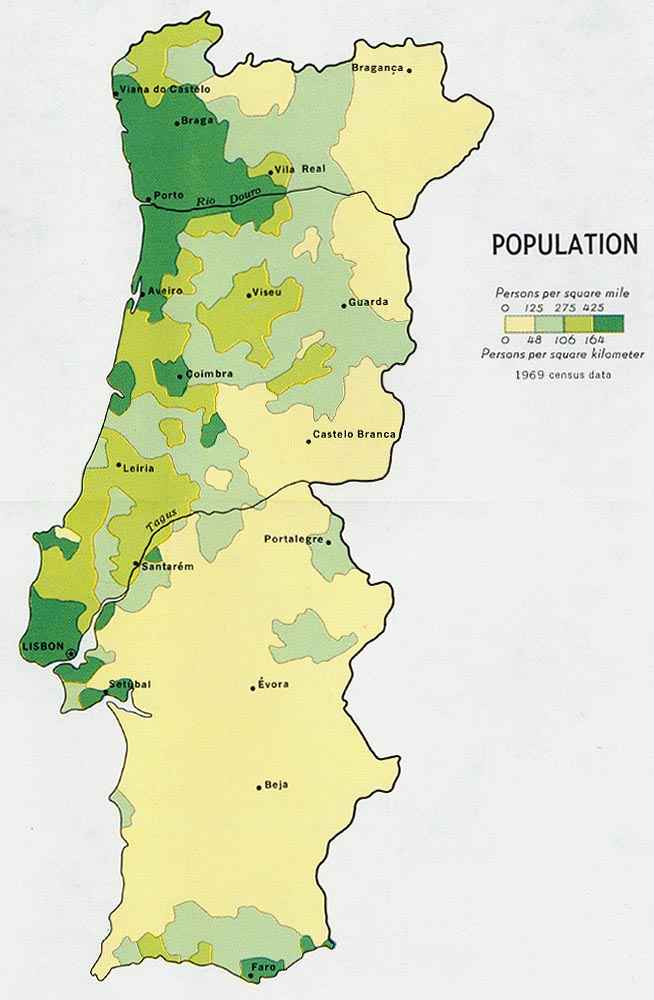 Bragança
Viana do Castelo
Braga
Vila Real
Porto
Rio Douro
POPULATION
Persons per square mile
0 125 275 425
0 48 106 164
Persons per square kilometer
1969 census data
Aveiro
Viseu
Guarda
Coimbra
Castelo Branca
Leiria
Tagus
Portalegre
Santarém
LISBON
Setúbal
Évora
Beja
Faro